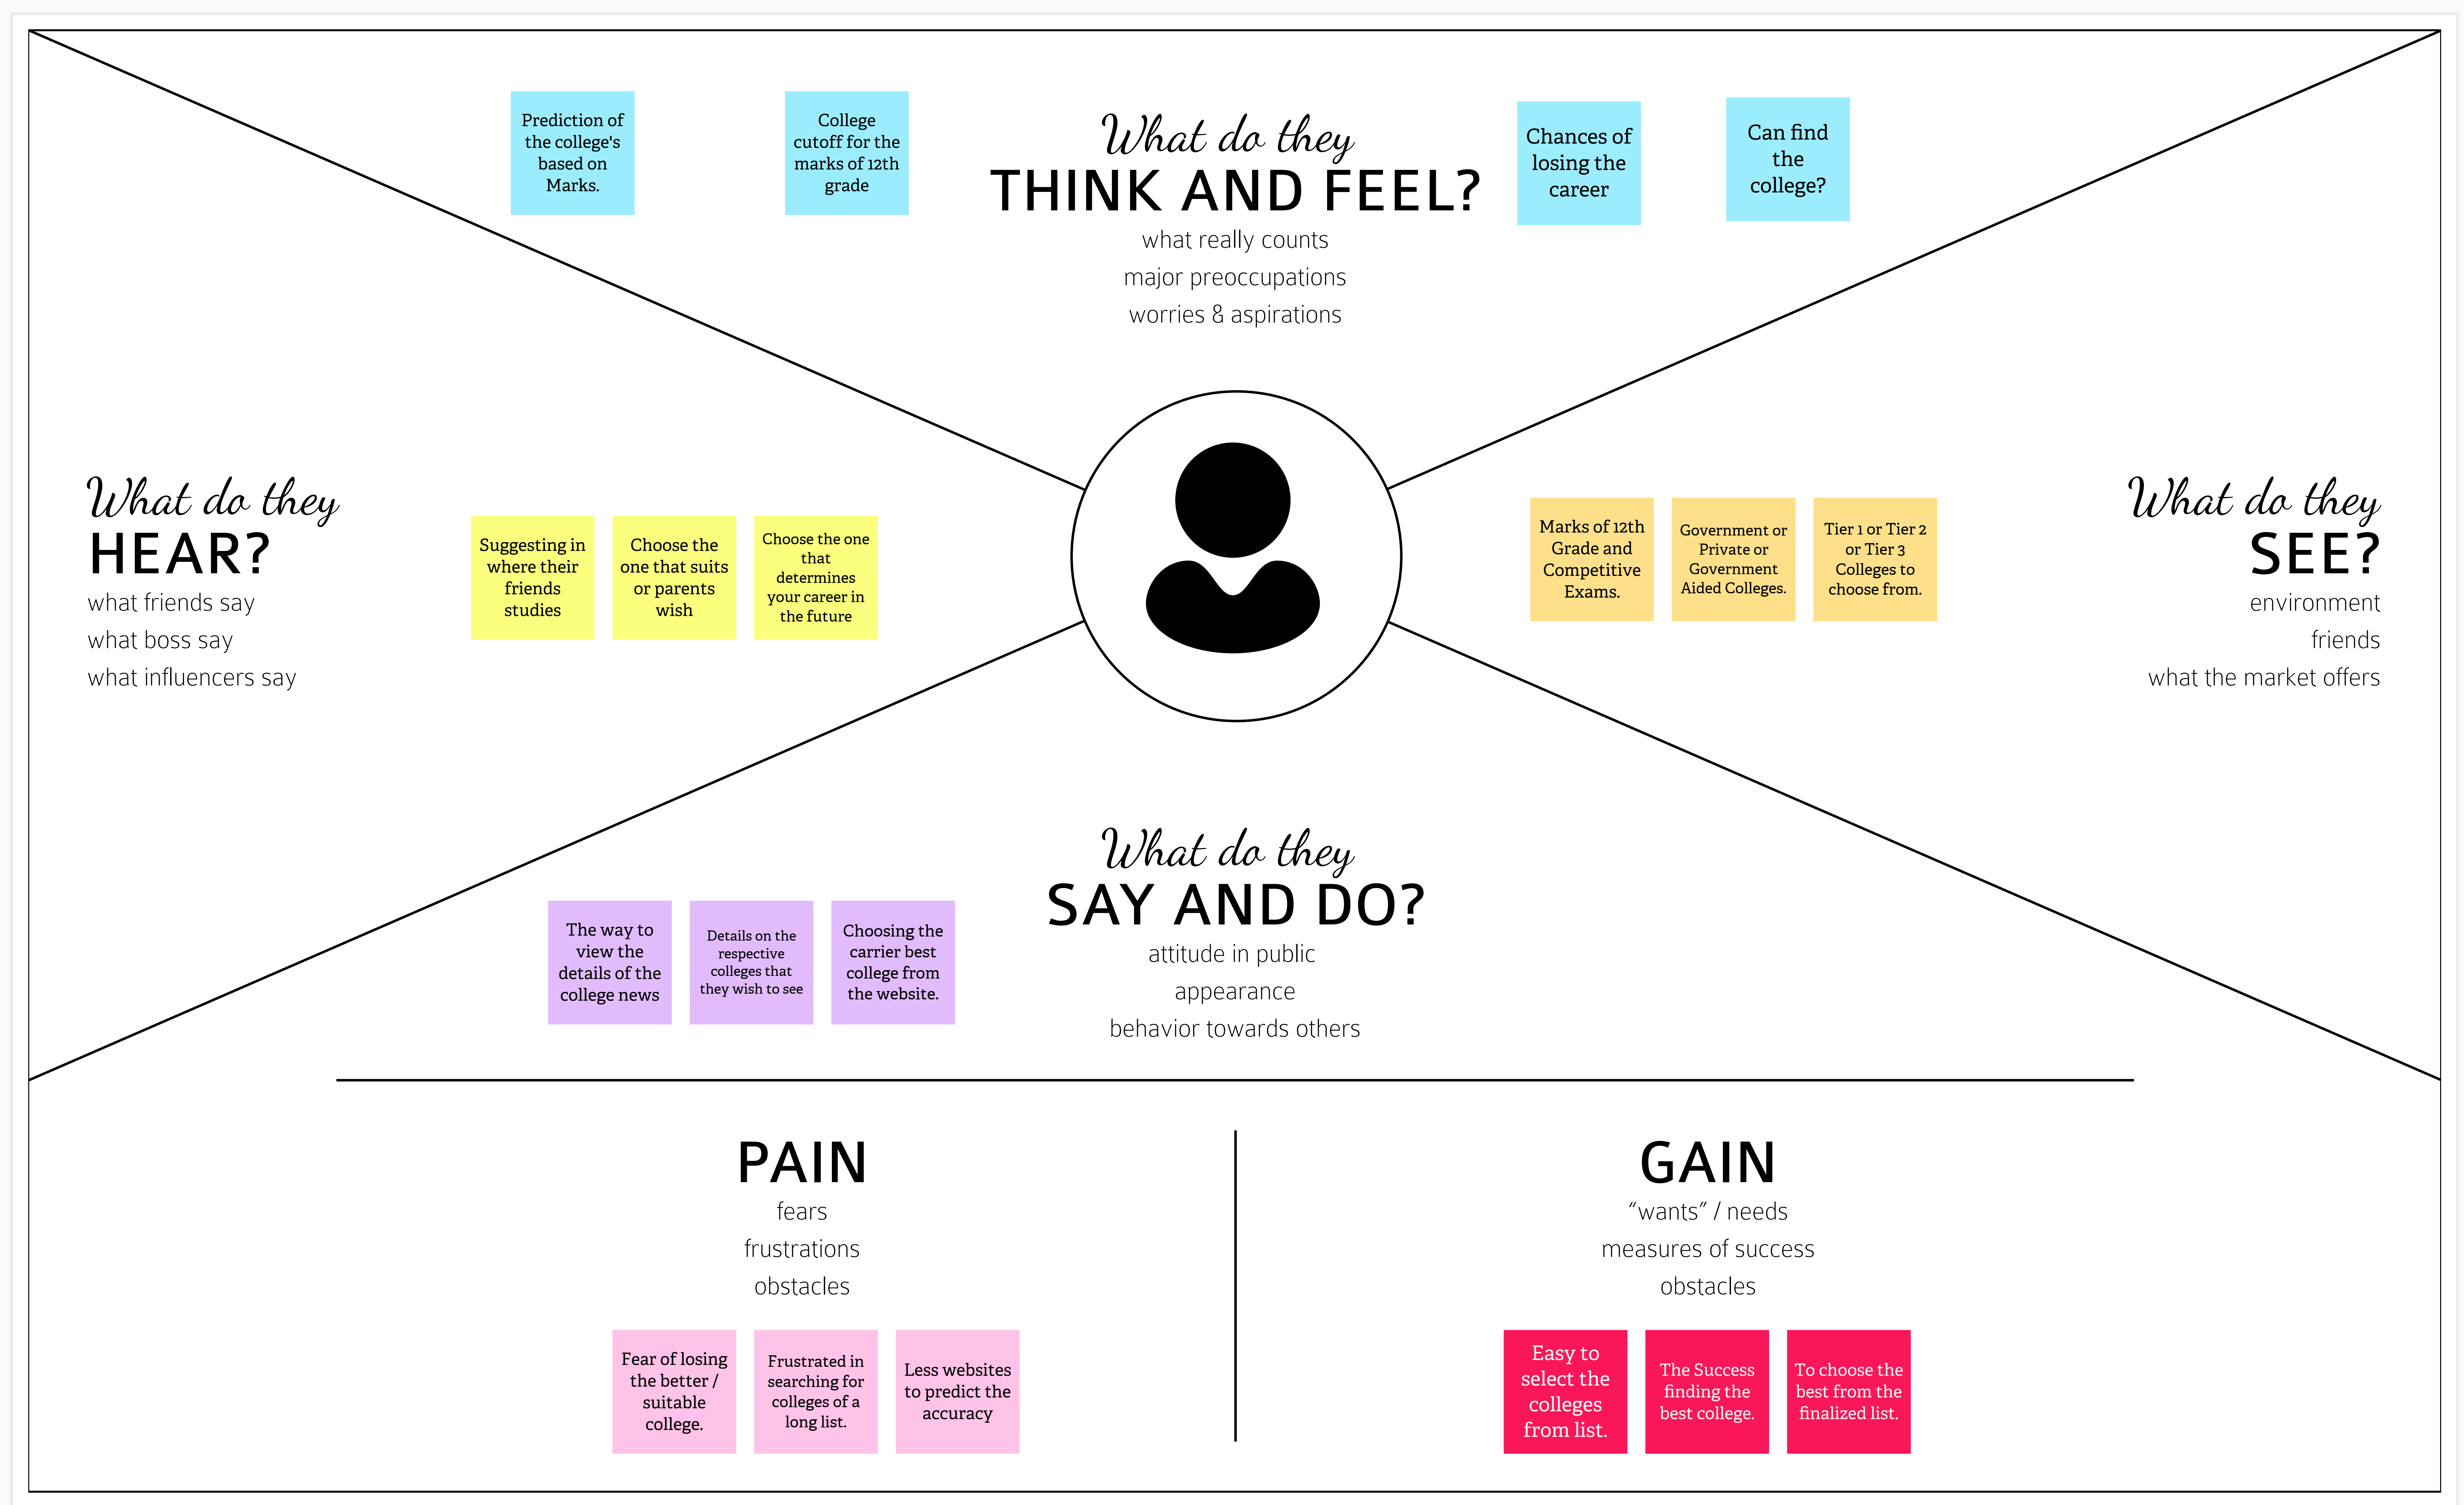 Prediction of
the college's
based on
Marks.
College
cutoff for the
marks of 12th
grade
What do they
THINK AND FEEL?
what really counts
major preoccupations
worries & aspirations
Chances of
losing the
career
Can find
the
college?
What do they
HEAR?
what friends say
what boss say
what influencers say
Suggesting in
where their
friends
studies
Choose the
one that suits
or parents
wish
Choose the one
that
determines
your career in
the future
Marks of 12th
Grade and
Competitive
Exams.
Government or
Private or
Government
Aided Colleges.
Tier 1 or Tier 2
or Tier 3
Colleges to
choose from.
What do they
SEE?
environment
friends
what the market offers
The way to
view the
details of the
college news
Details on the
respective
colleges that
they wish to see
Choosing the
carrier best
college from
the website.
What do they
SAY AND DO?
attitude in public
appearance
behavior towards others
PAIN
fears
frustrations
obstacles
Fear of losing
the better /
suitable
college.
Frustrated in
searching for
colleges of a
long list.
Less websites
to predict the
accuracy
GAIN
“wants” / needs
measures of success
obstacles
Easy to
select the
colleges
from list.
The Success
finding the
best college.
To choose the
best from the
finalized list.